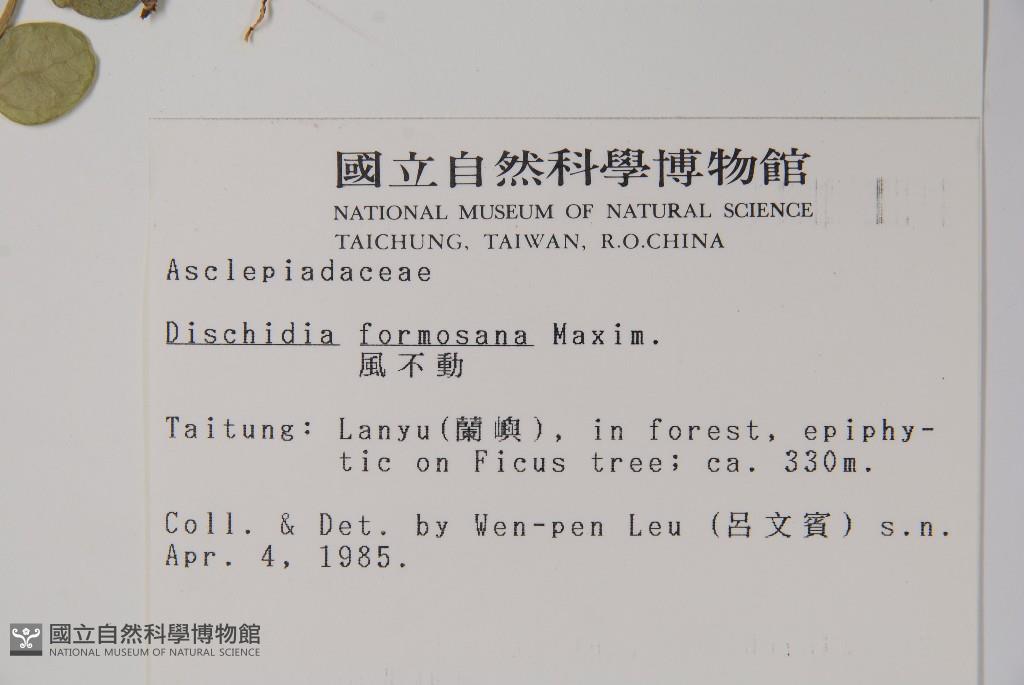 國立自然科學博物館
NATIONAL MUSEUM OF NATURAL SCIENCE
TAICHUNG, TAIWAN, R.O.CHINA
Asclepiadaceae
Dischidia formosana Maxim.
風不動
Taitung: Lanyu(蘭嶼), in forest, epiphy-
tic on Ficus tree; ca. 330m.
Coll. & Det. by Wen-pen Leu (呂文賓) s.n.
Apr. 4, 1985.
國立自然科學博物館
NATIONAL MUSEUM OF NATURAL SCIENCE